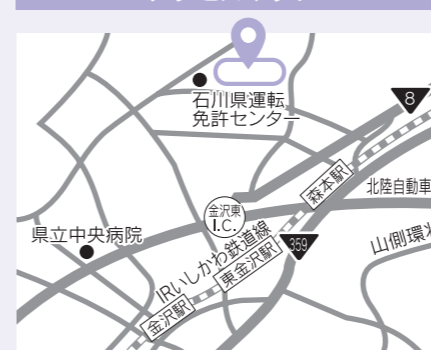 8
石川県運転
免許センター
森本駅
北陸自動車
金沢東
I.C.
県立中央病院
IRいしかわ鉄道線
359
東金沢駅
山側環状
金沢駅